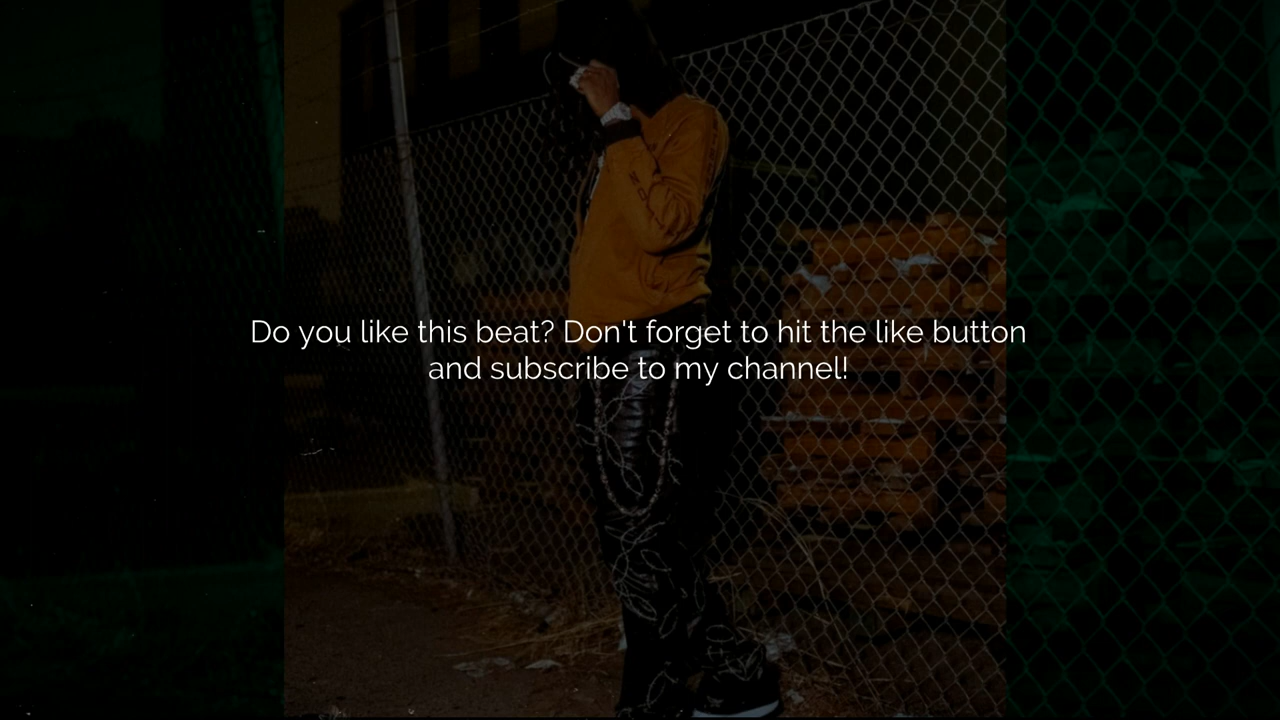 Do you like this beat? Don't forget to hit the like button
and subscribe to my channel!